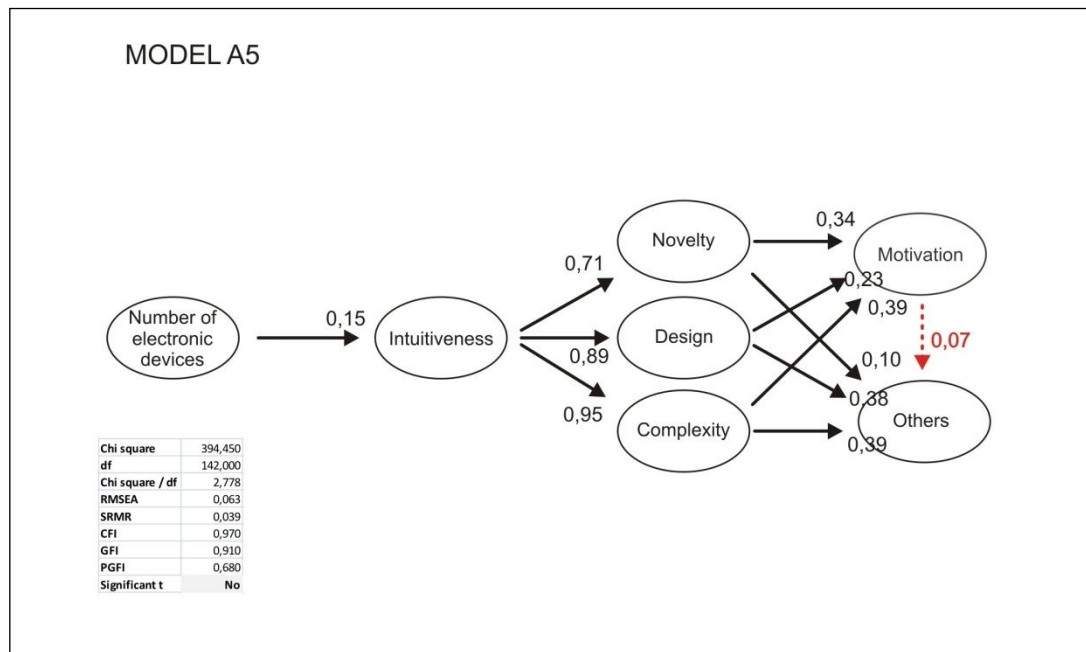 MODEL A5
Number of
electronic
devices
0,15
Intuitiveness
0,71
0,89
0,95
Novelty
Design
Complexity
0,34
0,23
0,39
0,10
0,38
0,39
Motivation
0,07
Others
Chi square 394,450
df 142,000
Chi square / df 2,778
RMSEA 0,063
SRMR 0,039
CFI 0,970
GFI 0,910
PGFI 0,680
Significant t No